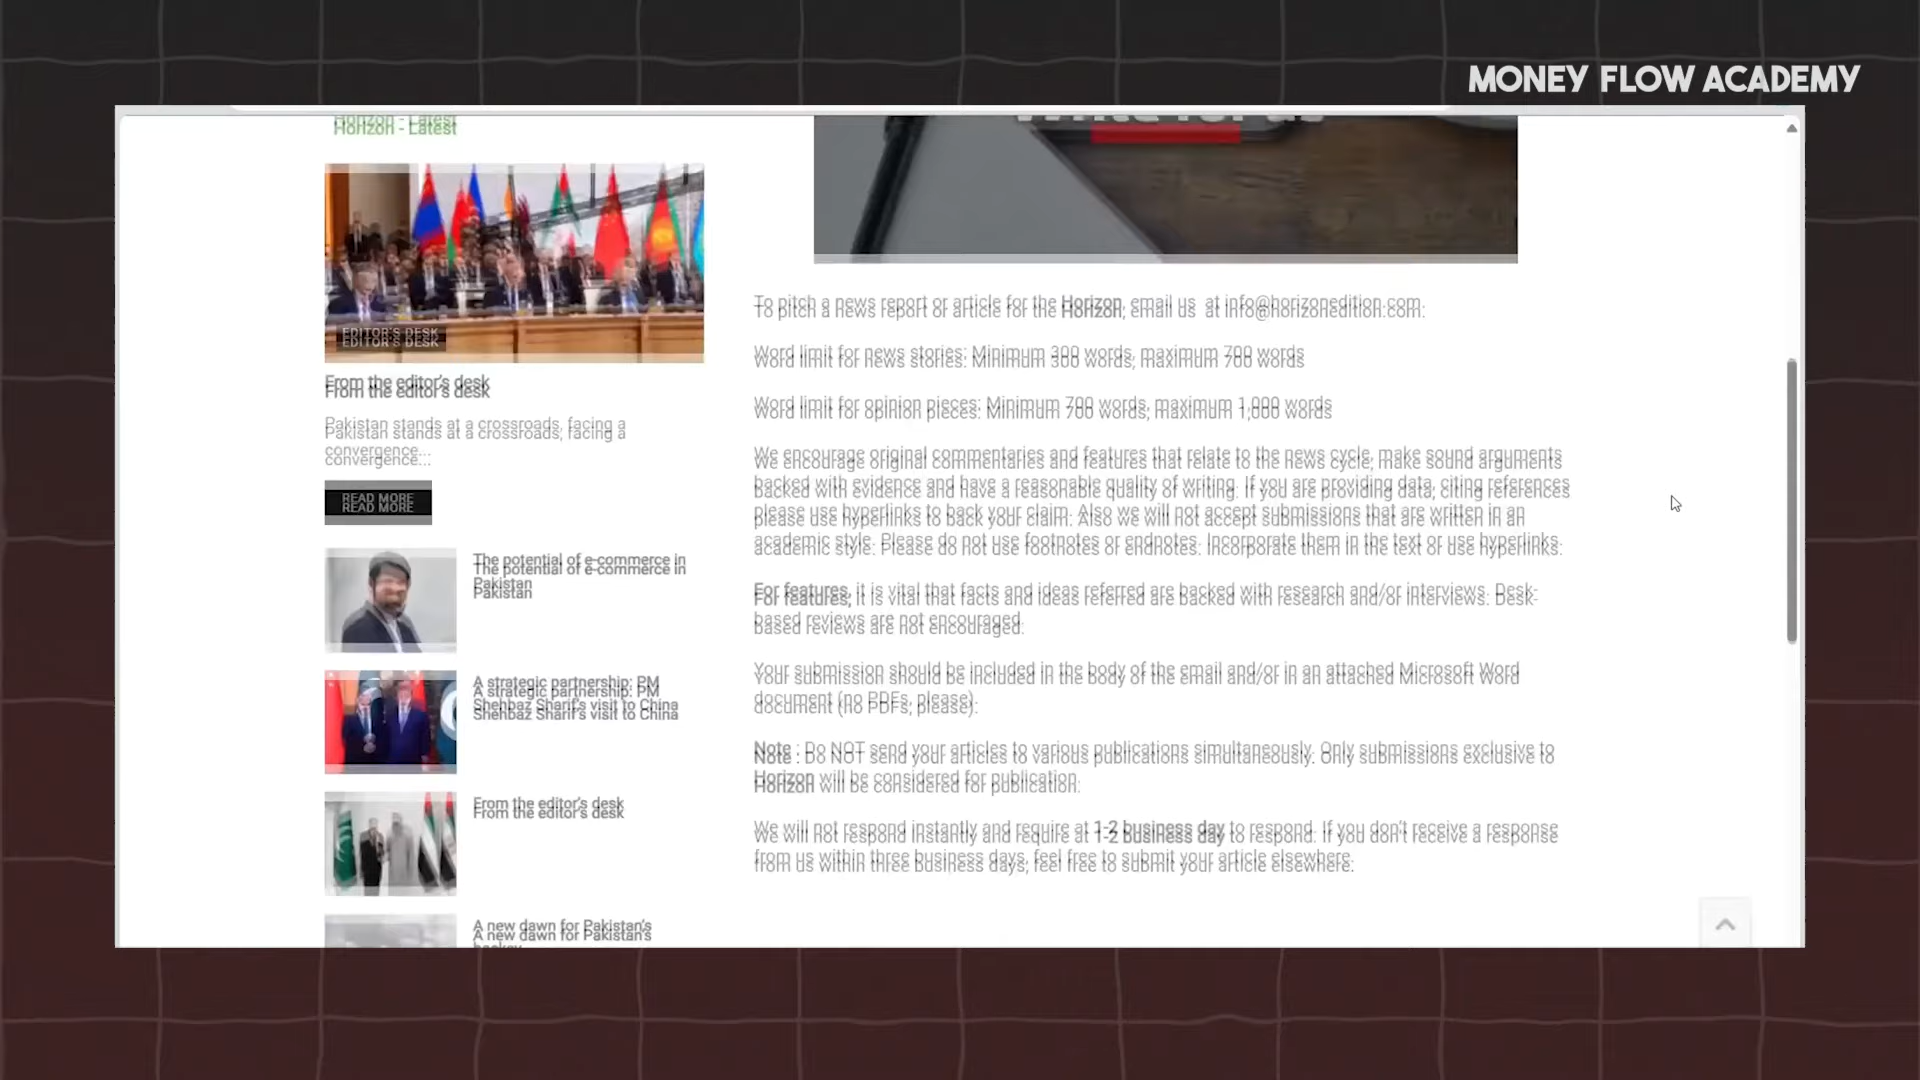 MONEY FLOW ACADEMY
Horizon - Latest
Write for us
EDITOR'S DESK
From the editor's desk
Pakistan stands at a crossroads, facing a
convergence...
READ MORE
The potential of e-commerce in
Pakistan
A strategic partnership: PM
Shehbaz Sharif's visit to China
From the editor's desk
A new dawn for Pakistan's
hockey
To pitch a news report or article for the Horizon, email us at info@horizonedition.com.
Word limit for news stories: Minimum 300 words, maximum 700 words
Word limit for opinion pieces: Minimum 700 words, maximum 1,000 words
We encourage original commentaries and features that relate to the news cycle, make sound arguments
backed with evidence and have a reasonable quality of writing. If you are providing data, citing references
please use hyperlinks to back your claim. Also we will not accept submissions that are written in an
academic style. Please do not use footnotes or endnotes. Incorporate them in the text or use hyperlinks.
For features, it is vital that facts and ideas referred are backed with research and/or interviews. Desk-
based reviews are not encouraged.
Your submission should be included in the body of the email and/or in an attached Microsoft Word
document (no PDFs, please).
Note : Do NOT send your articles to various publications simultaneously. Only submissions exclusive to
Horizon will be considered for publication.
We will not respond instantly and require at 1-2 business day to respond. If you don't receive a response
from us within three business days, feel free to submit your article elsewhere.